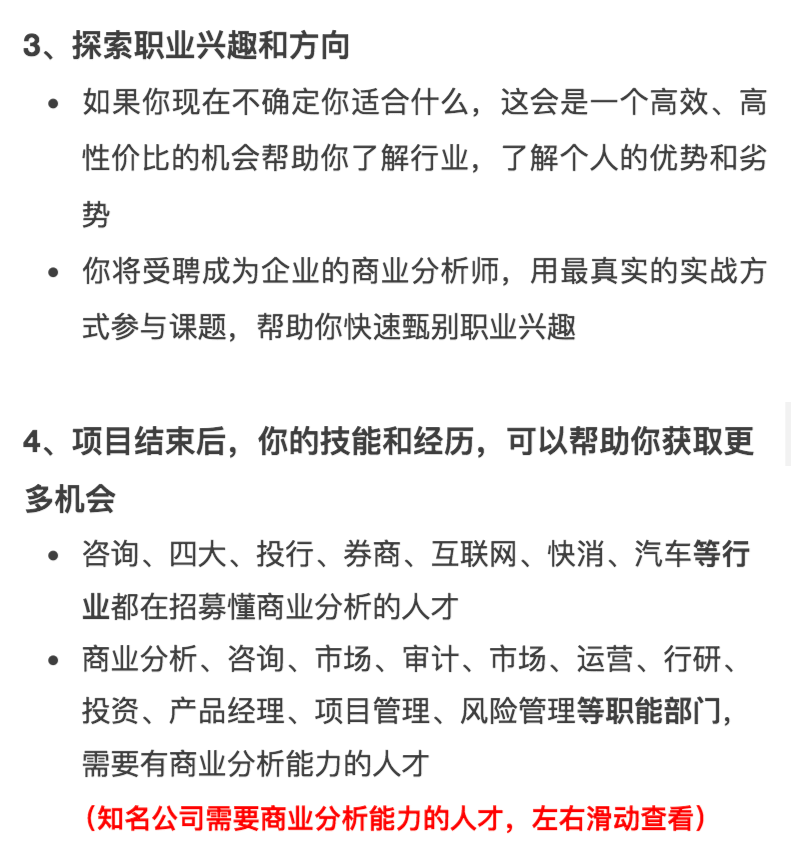 3、探索职业兴趣和方向
• 如果你现在不确定你适合什么，这会是一个高效、高
性价比的机会帮助你了解行业，了解个人的优势和劣
势
• 你将受聘成为企业的商业分析师，用最真实的实战方
式参与课题，帮助你快速甄别职业兴趣
4、项目结束后，你的技能和经历，可以帮助你获取更
多机会
• 咨询、四大、投行、券商、互联网、快消、汽车等行
业都在招募懂商业分析的人才
• 商业分析、咨询、市场、审计、市场、运营、行研、
投资、产品经理、项目管理、风险管理等职能部门，
需要有商业分析能力的人才
（知名公司需要商业分析能力的人才，左右滑动查看）